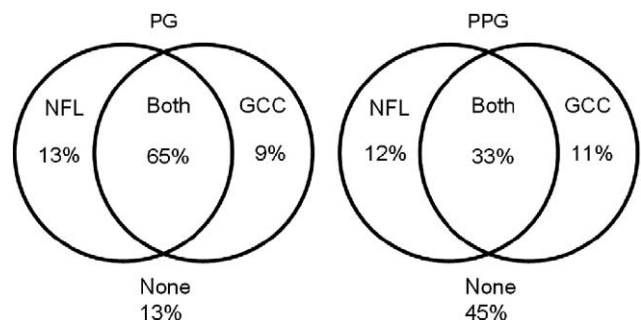 PG
NFL Both GCC
13% 65% 9%
None
13%
PPG
NFL Both GCC
12% 33% 11%
None
45%